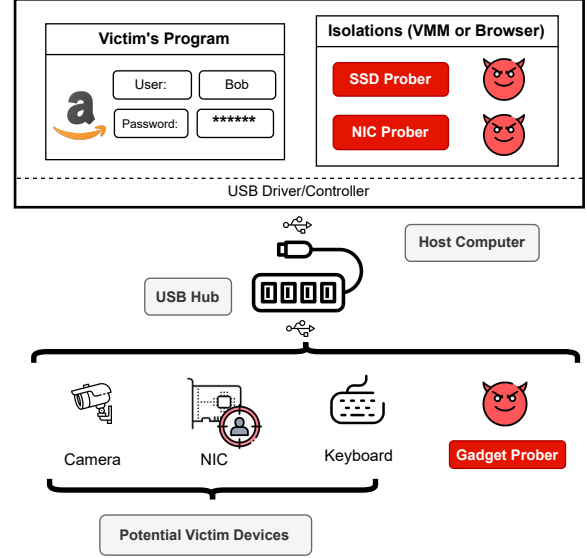 Victim's Program
User:
Bob
Password:
******
a
Isolations (VMM or Browser)
SSD Prober
NIC Prober
USB Driver/Controller
Host Computer
USB Hub
Camera
NIC
Keyboard
Gadget Prober
Potential Victim Devices